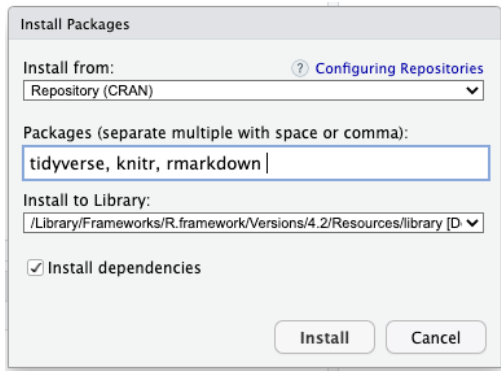 Install Packages
Install from:
? Configuring Repositories
Repository (CRAN)
Packages (separate multiple with space or comma):
tidyverse, knitr, rmarkdown
Install to Library:
/Library/Frameworks/R.framework/Versions/4.2/Resources/library [D
Install dependencies
Install
Cancel